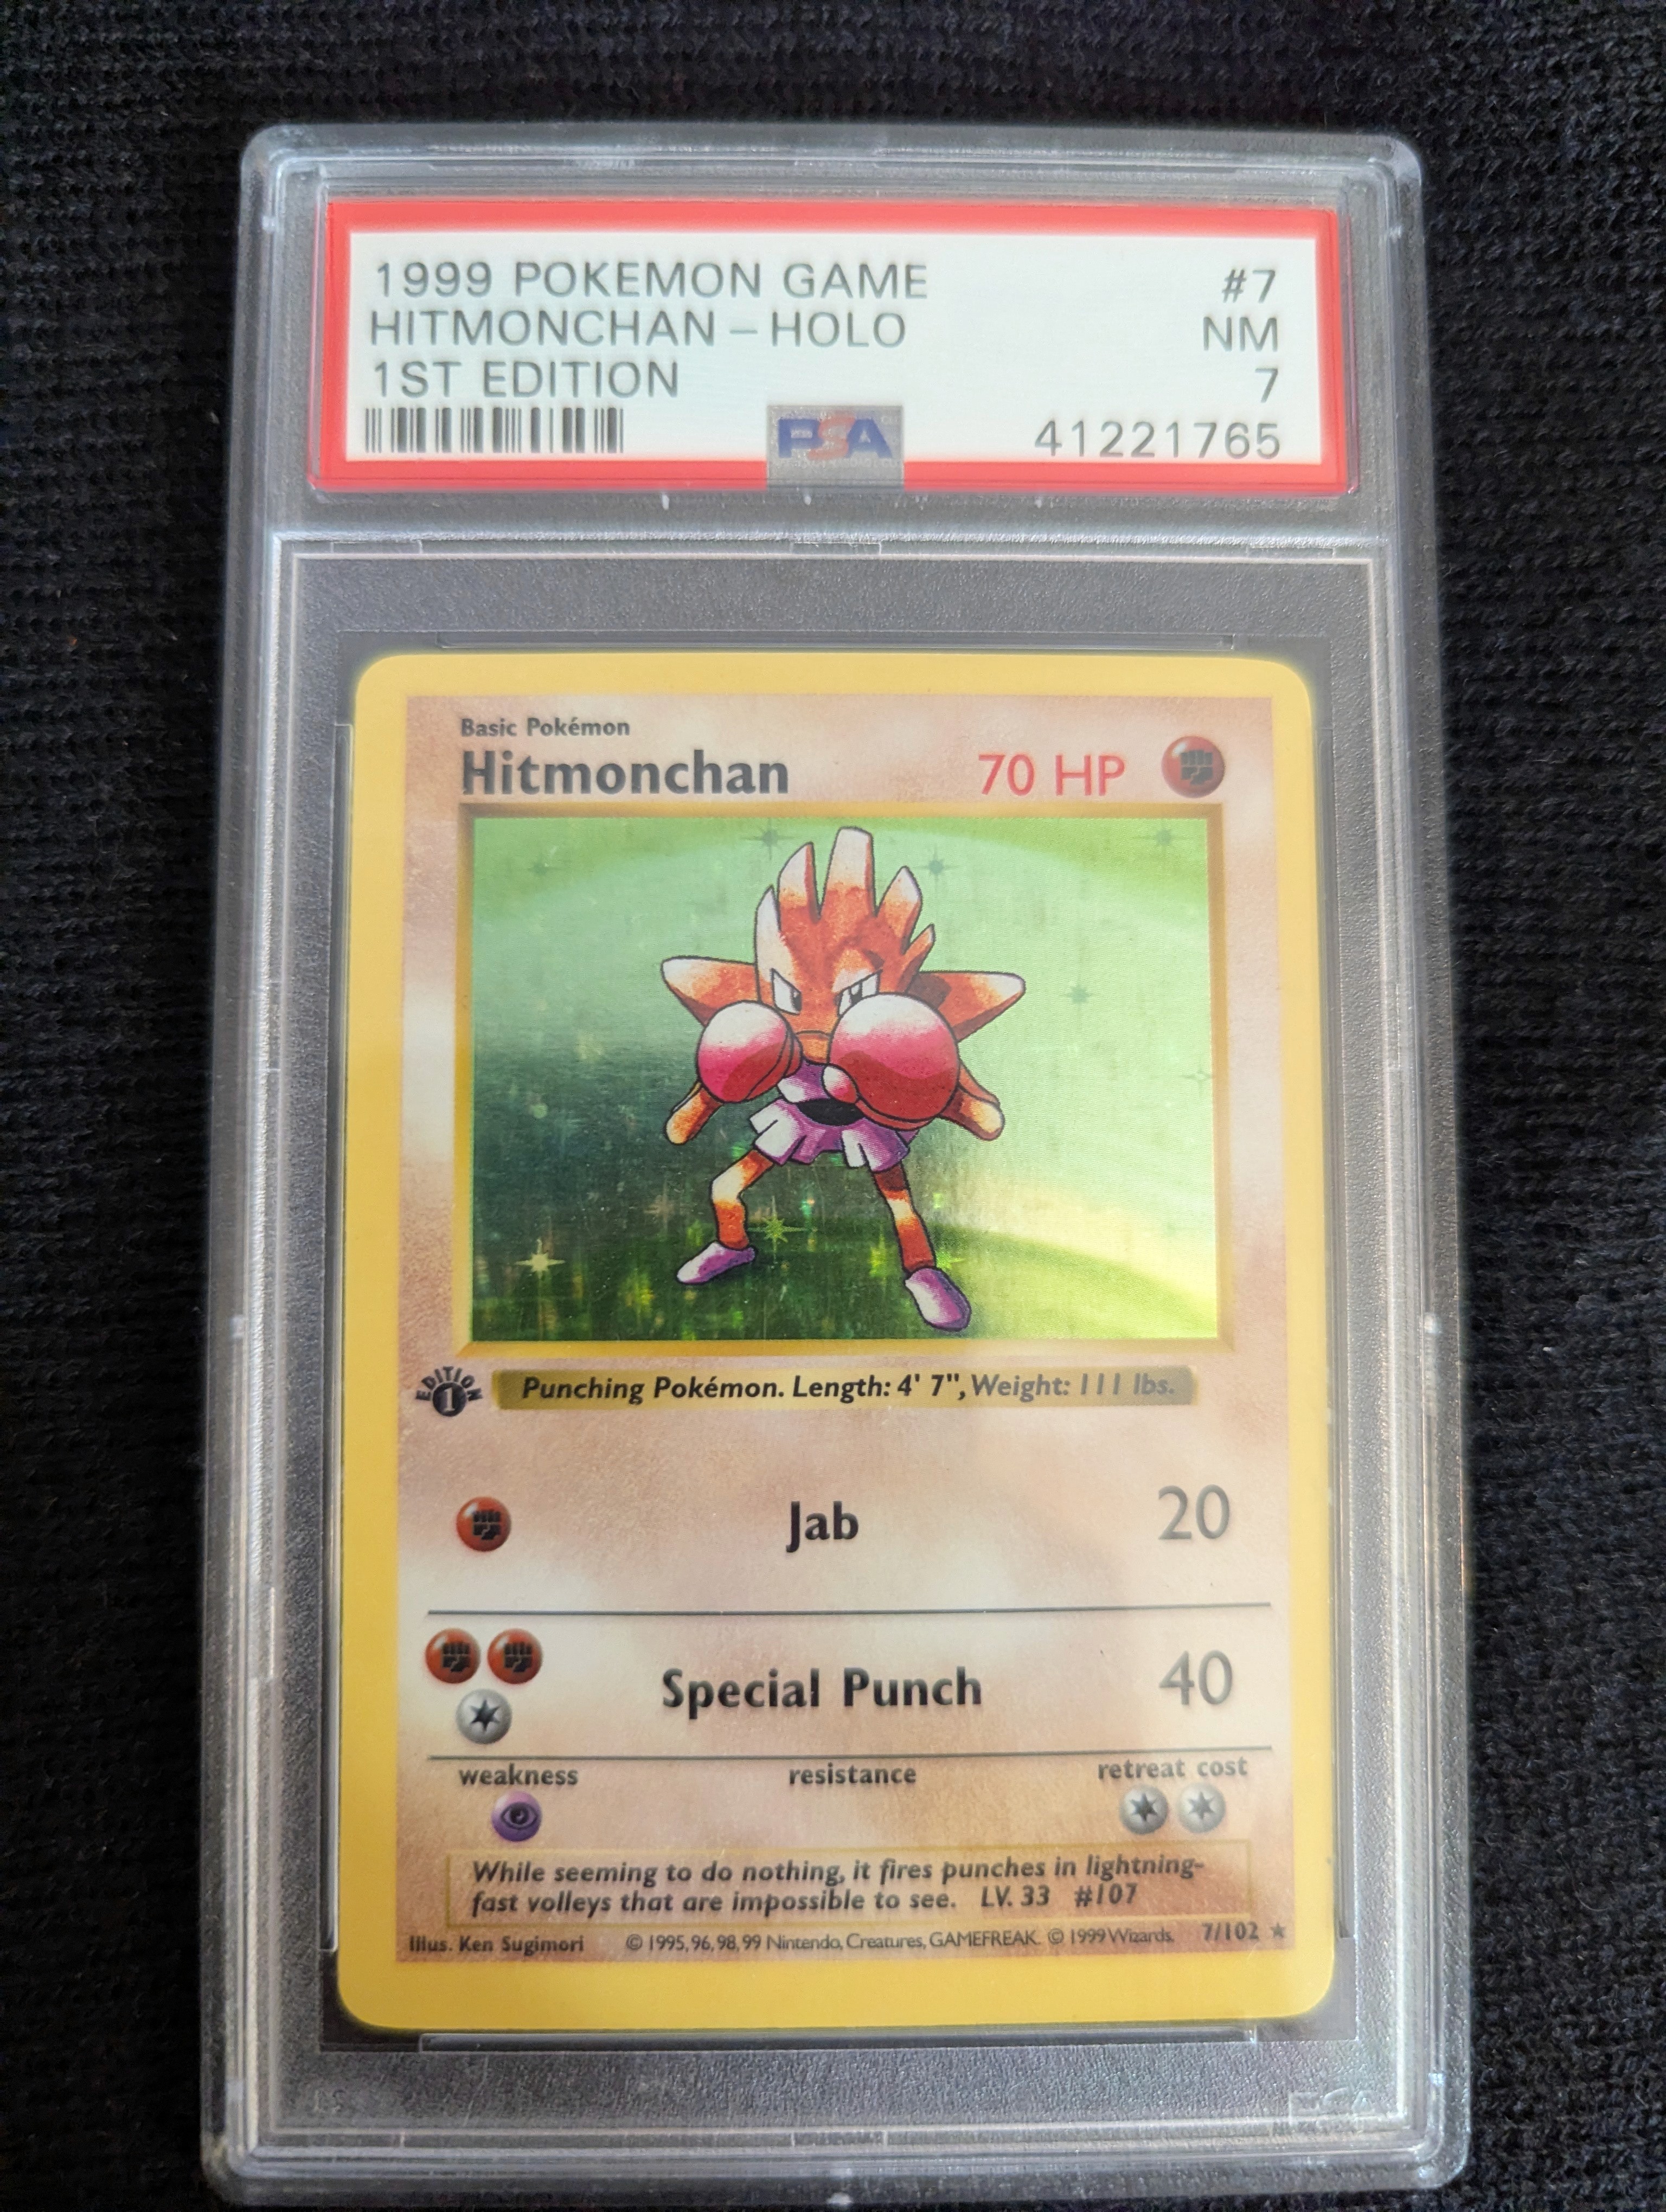 1999 POKEMON GAME #7
HITMONCHAN – HOLO NM
1ST EDITION 7
PSA 41221765
Basic Pokémon
Hitmonchan 70 HP
EDITION 1
Punching Pokémon. Length: 4' 7", Weight: 111 lbs.
Jab 20
Special Punch 40
weakness resistance retreat cost
While seeming to do nothing, it fires punches in lightning-
fast volleys that are impossible to see. LV. 33 #107
Illus. Ken Sugimori © 1995, 96, 98, 99 Nintendo, Creatures, GAMEFREAK. © 1999 Wizards. 7/102 ★